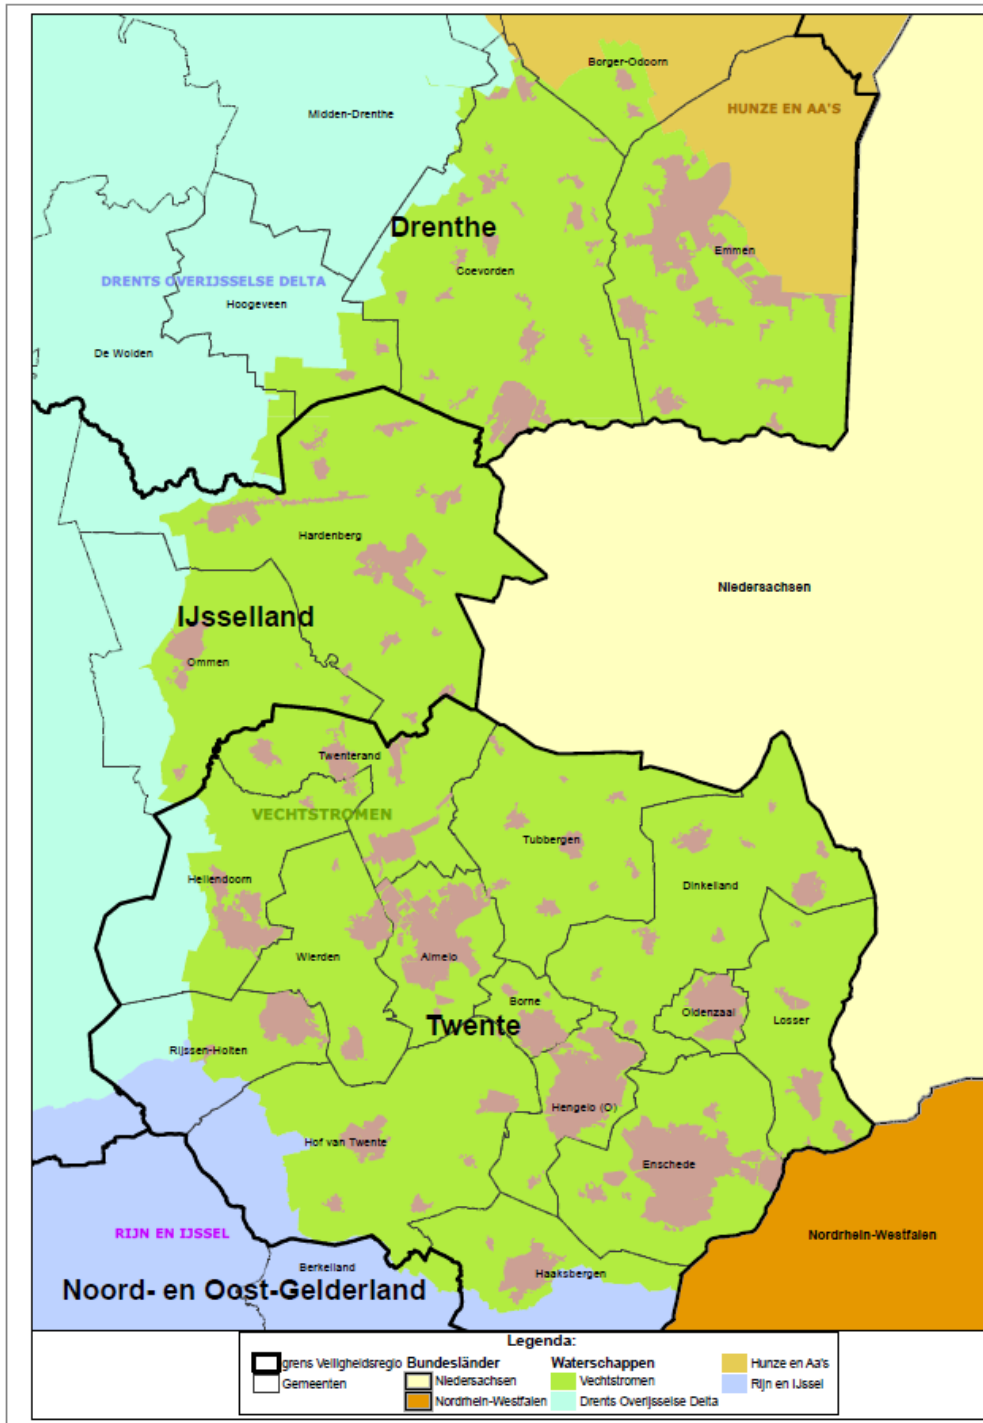 Borger-Odoorn
HUNZE EN AA'S
Midden-Drenthe
Drenthe
Emmen
Coevorden
DRENTS OVERIJSSELSE DELTA
Hoogeveen
De Wolden
Hardenberg
Niedersachsen
IJsselland
Ommen
Twenterand
VECHTSTROMEN
Tubbergen
Hellendoorn
Dinkelland
Wierden
Almelo
Borne
Oldenzaal
Losser
Twente
Rijssen-Holten
Hengelo (O)
Hof van Twente
Enschede
RIJN EN IJSSEL
Nordrhein-Westfalen
Berkelland
Haaksbergen
Noord- en Oost-Gelderland
Legenda:
grens Veiligheidsregio Bundesländer Waterschappen Hunze en Aa's
Gemeenten Niedersachsen Vechtstromen Rijn en IJssel
Nordrhein-Westfalen Drents Overijsselse Delta